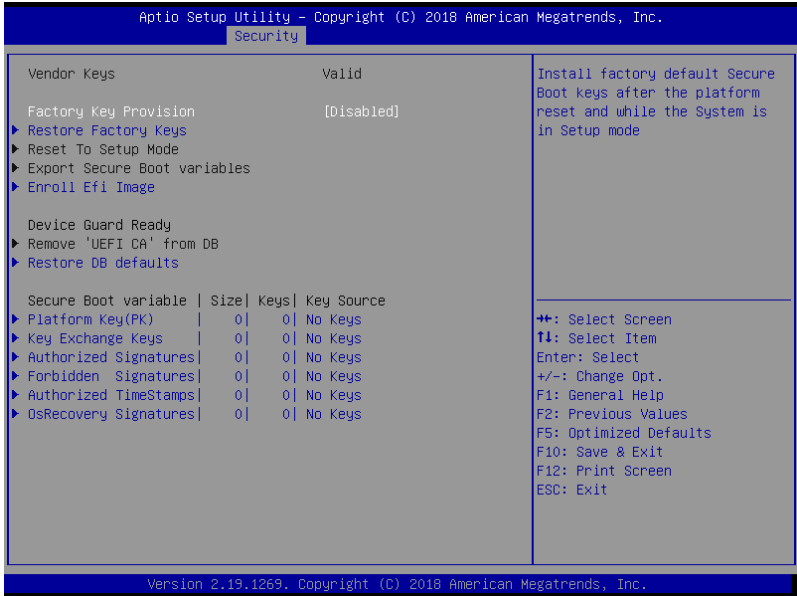 Aptio Setup Utility – Copyright (C) 2018 American Megatrends, Inc.
Security
Vendor Keys Valid
Factory Key Provision [Disabled]
Restore Factory Keys
Reset To Setup Mode
Export Secure Boot variables
Enroll Efi Image
Device Guard Ready
Remove 'UEFI CA' from DB
Restore DB defaults
Secure Boot variable | Size| Keys| Key Source
Platform Key(PK) | 0| 0| No Keys
Key Exchange Keys | 0| 0| No Keys
Authorized Signatures| 0| 0| No Keys
Forbidden Signatures| 0| 0| No Keys
Authorized TimeStamps| 0| 0| No Keys
OsRecovery Signatures| 0| 0| No Keys
Install factory default Secure
Boot keys after the platform
reset and while the System is
in Setup mode
→←: Select Screen
↑↓: Select Item
Enter: Select
+/-: Change Opt.
F1: General Help
F2: Previous Values
F5: Optimized Defaults
F10: Save & Exit
F12: Print Screen
ESC: Exit
Version 2.19.1269. Copyright (C) 2018 American Megatrends, Inc.